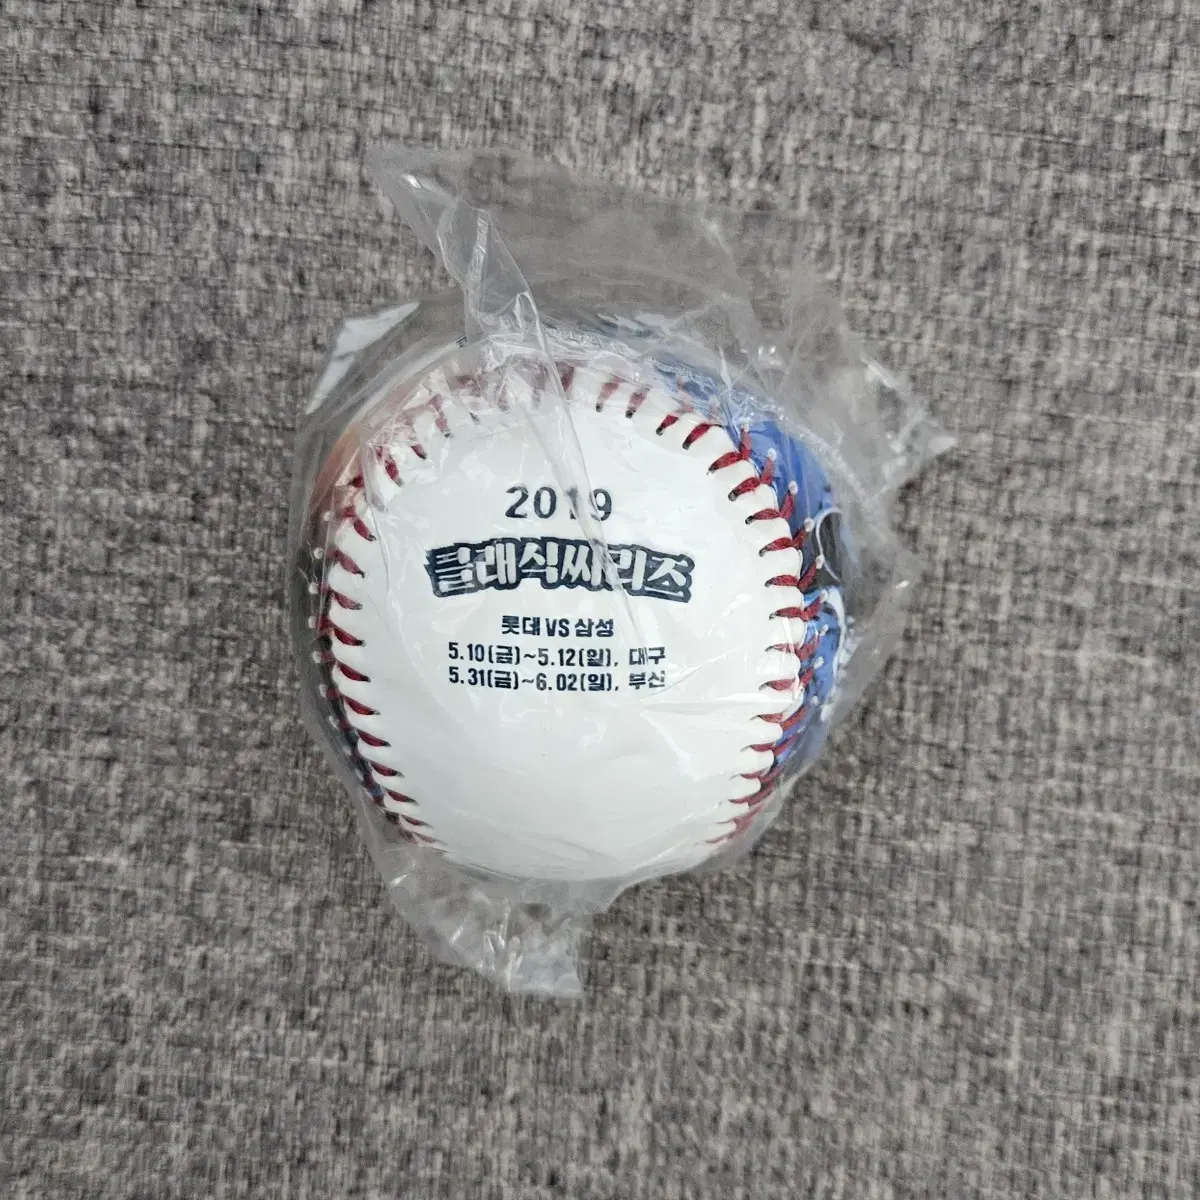 2019
클래식씨리즈
롯데 VS 삼성
5.10(금)~5.12(일), 대구
5.31(금)~6.02(일), 부산